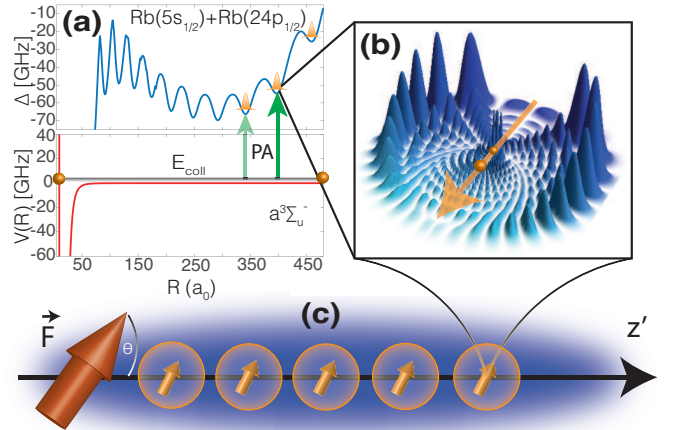 (a)
Rb(5s1/2)+Rb(24p1/2)
Δ [GHz]
-10
-20
-30
-40
-50
-60
-70
PA
E_coll
a³Σu⁻
V(R) [GHz]
40
20
0
-20
-40
-60
50
150
250
350
450
R (a₀)
(b)
(c)
F
θ
z'